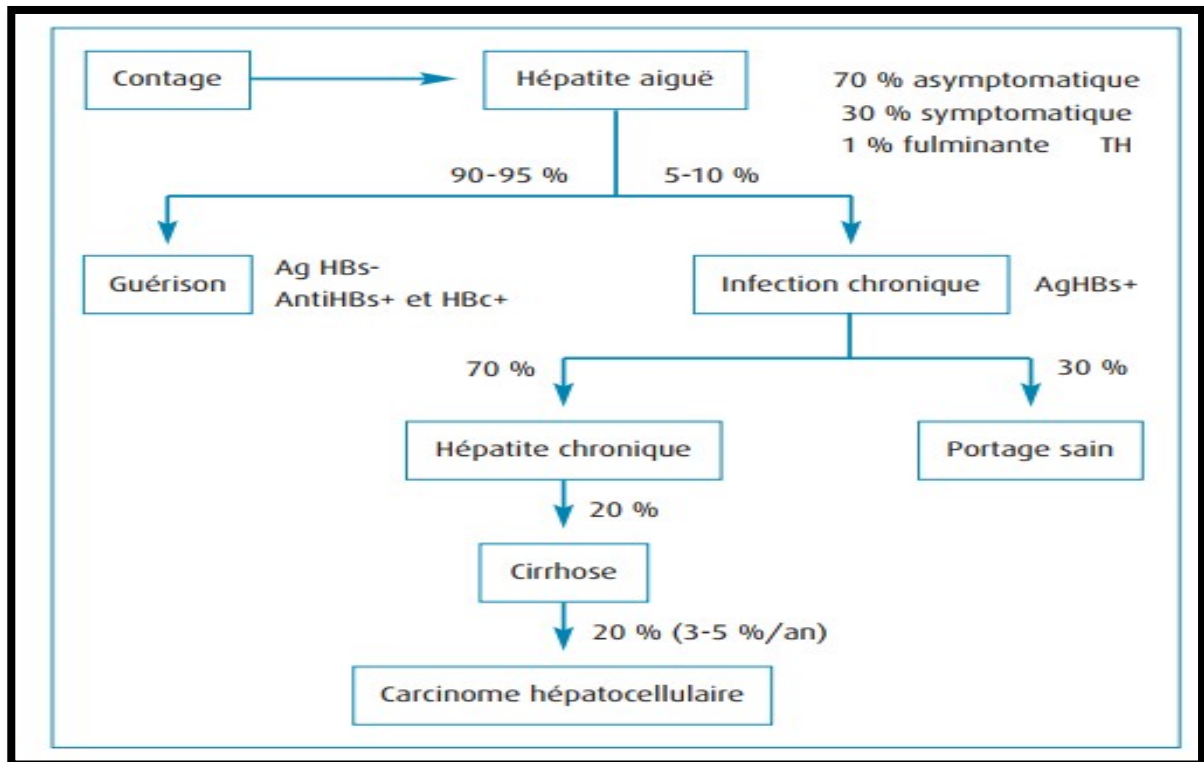 Contage
Hépatite aiguë
70 % asymptomatique
30 % symptomatique
1 % fulminante TH
90-95 %
5-10 %
Guérison
Ag HBs-
AntiHBs+ et HBc+
Infection chronique
AgHBs+
70 %
30 %
Hépatite chronique
Portage sain
20 %
Cirrhose
20 % (3-5 %/an)
Carcinome hépatocellulaire